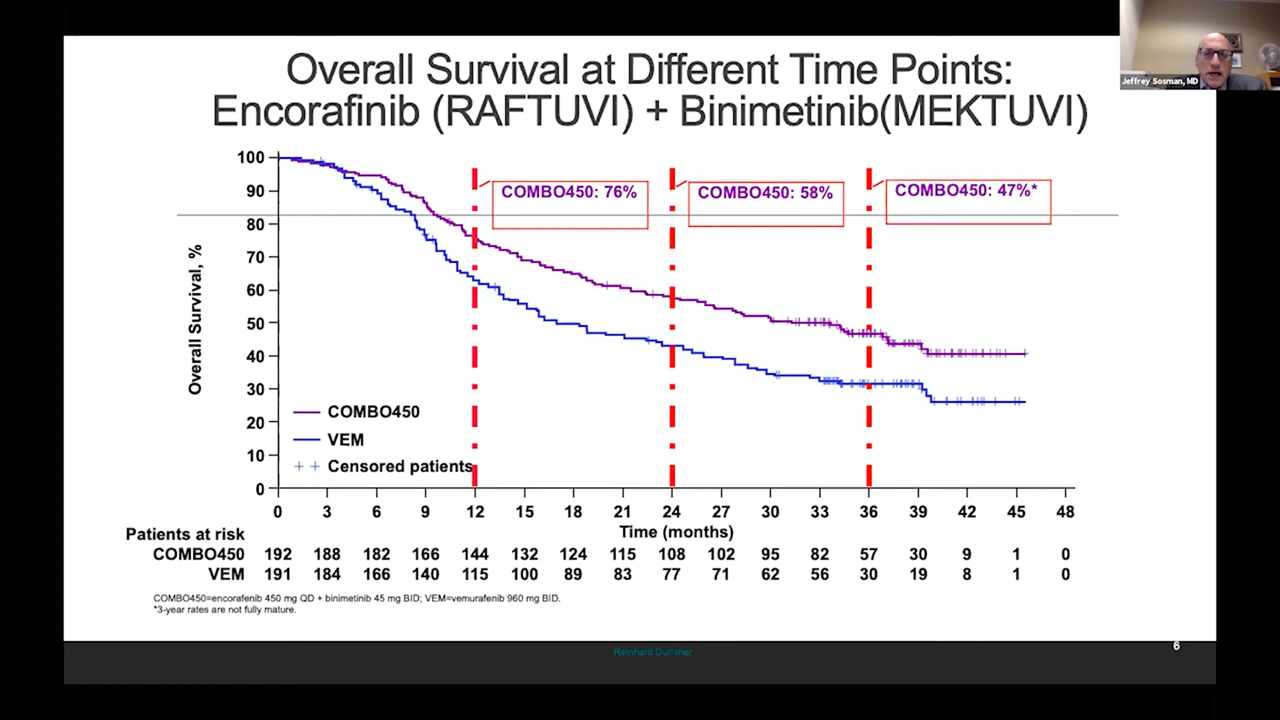 Jeffrey Sosman, MD
Overall Survival at Different Time Points:
Encorafinib (RAFTUVI) + Binimetinib(MEKTUVI)
100
90
80
70
60
50
40
30
20
10
0
Overall Survival, %
COMBO450: 76%
COMBO450: 58%
COMBO450: 47%*
COMBO450
VEM
Censored patients
0 3 6 9 12 15 18 21 24 27 30 33 36 39 42 45 48
Time (months)
Patients at risk
COMBO450 192 188 182 166 144 132 124 115 108 102 95 82 57 30 9 1 0
VEM 191 184 166 140 115 100 89 83 77 71 62 56 30 19 8 1 0
COMBO450=encorafenib 450 mg QD + binimetinib 45 mg BID; VEM=vemurafenib 960 mg BID.
*3-year rates are not fully mature.
Reinhard Dummer
6